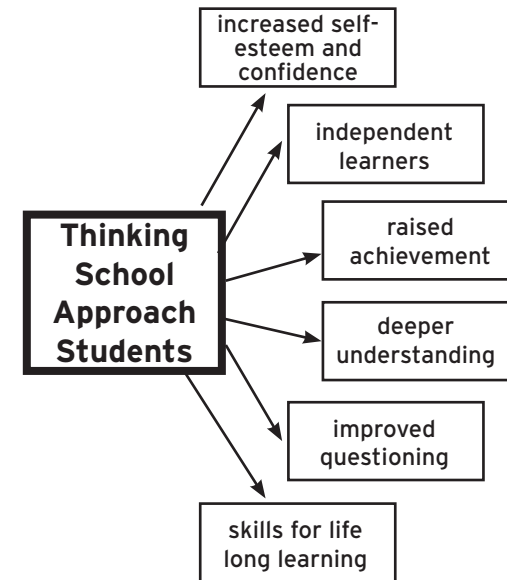 increased self-
esteem and
confidence
independent
learners
Thinking
School
Approach
Students
raised
achievement
deeper
understanding
improved
questioning
skills for life
long learning